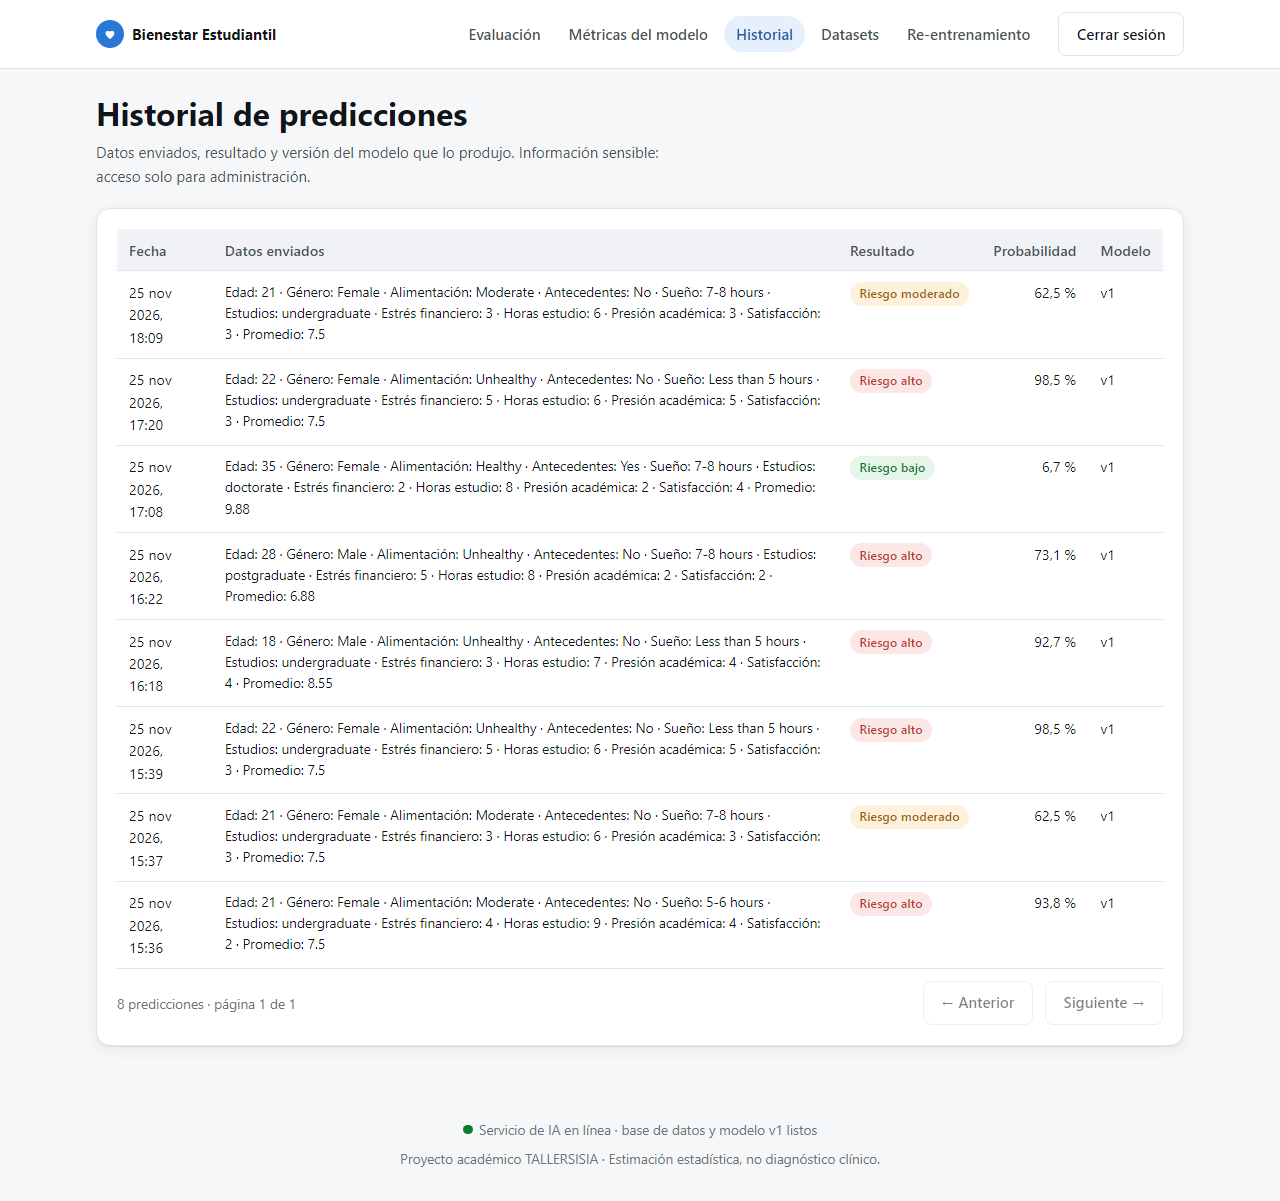 Bienestar Estudiantil
Evaluación
Métricas del modelo
Historial
Datasets
Re-entrenamiento
Cerrar sesión
Historial de predicciones
Datos enviados, resultado y versión del modelo que lo produjo. Información sensible:
acceso solo para administración.
Fecha
Datos enviados
Resultado
Probabilidad
Modelo
25 nov
2026,
18:09
Edad: 21 · Género: Female · Alimentación: Moderate · Antecedentes: No · Sueño: 7-8 hours ·
Estudios: undergraduate · Estrés financiero: 3 · Horas estudio: 6 · Presión académica: 3 · Satisfacción:
3 · Promedio: 7.5
Riesgo moderado
62,5 %
v1
25 nov
2026,
17:20
Edad: 22 · Género: Female · Alimentación: Unhealthy · Antecedentes: No · Sueño: Less than 5 hours ·
Estudios: undergraduate · Estrés financiero: 5 · Horas estudio: 6 · Presión académica: 5 · Satisfacción:
3 · Promedio: 7.5
Riesgo alto
98,5 %
v1
25 nov
2026,
17:08
Edad: 35 · Género: Female · Alimentación: Healthy · Antecedentes: Yes · Sueño: 7-8 hours · Estudios:
doctorate · Estrés financiero: 2 · Horas estudio: 8 · Presión académica: 2 · Satisfacción: 4 · Promedio:
9.88
Riesgo bajo
6,7 %
v1
25 nov
2026,
16:22
Edad: 28 · Género: Male · Alimentación: Unhealthy · Antecedentes: No · Sueño: 7-8 hours · Estudios:
postgraduate · Estrés financiero: 5 · Horas estudio: 8 · Presión académica: 2 · Satisfacción: 2 ·
Promedio: 6.88
Riesgo alto
73,1 %
v1
25 nov
2026,
16:18
Edad: 18 · Género: Male · Alimentación: Unhealthy · Antecedentes: No · Sueño: Less than 5 hours ·
Estudios: undergraduate · Estrés financiero: 3 · Horas estudio: 7 · Presión académica: 4 · Satisfacción:
4 · Promedio: 8.55
Riesgo alto
92,7 %
v1
25 nov
2026,
15:39
Edad: 22 · Género: Female · Alimentación: Unhealthy · Antecedentes: No · Sueño: Less than 5 hours ·
Estudios: undergraduate · Estrés financiero: 5 · Horas estudio: 6 · Presión académica: 5 · Satisfacción:
3 · Promedio: 7.5
Riesgo alto
98,5 %
v1
25 nov
2026,
15:37
Edad: 21 · Género: Female · Alimentación: Moderate · Antecedentes: No · Sueño: 7-8 hours ·
Estudios: undergraduate · Estrés financiero: 3 · Horas estudio: 6 · Presión académica: 3 · Satisfacción:
3 · Promedio: 7.5
Riesgo moderado
62,5 %
v1
25 nov
2026,
15:36
Edad: 21 · Género: Female · Alimentación: Moderate · Antecedentes: No · Sueño: 5-6 hours ·
Estudios: undergraduate · Estrés financiero: 4 · Horas estudio: 9 · Presión académica: 4 · Satisfacción:
2 · Promedio: 7.5
Riesgo alto
93,8 %
v1
8 predicciones · página 1 de 1
← Anterior
Siguiente →
Servicio de IA en línea · base de datos y modelo v1 listos
Proyecto académico TALLERSISIA · Estimación estadística, no diagnóstico clínico.